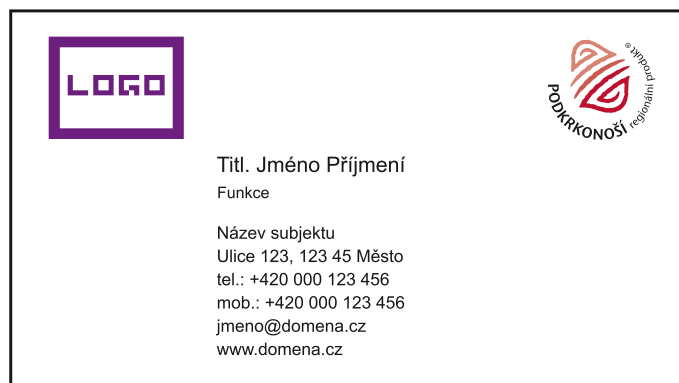 LOGO
PODKRKONOŠÍ regionální produkt®
Titl. Jméno Příjmení
Funkce
Název subjektu
Ulice 123, 123 45 Město
tel.: +420 000 123 456
mob.: +420 000 123 456
jmeno@domena.cz
www.domena.cz